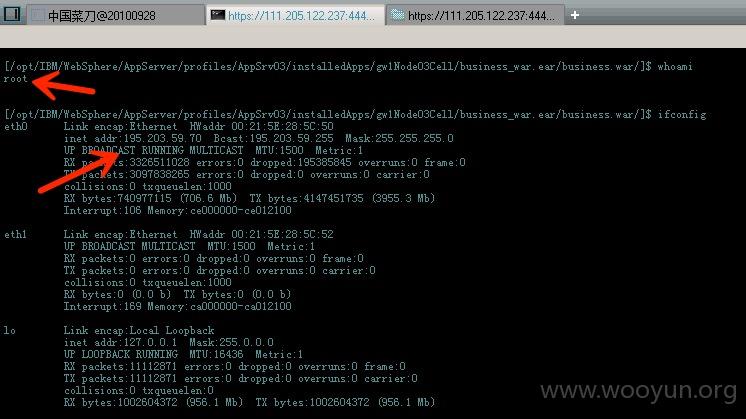 中国菜刀@20100928 https://111.205.122.237:444... https://111.205.122.237:444...
[/opt/IBM/WebSphere/AppServer/profiles/AppSrv03/installedApps/gw1Node03Cell/business_war.ear/business.war/]$ whoami
root
[/opt/IBM/WebSphere/AppServer/profiles/AppSrv03/installedApps/gw1Node03Cell/business_war.ear/business.war/]$ ifconfig
eth0 Link encap:Ethernet HWaddr 00:21:5E:28:5C:50
inet addr:195.203.59.70 Bcast:195.203.59.255 Mask:255.255.255.0
UP BROADCAST RUNNING MULTICAST MTU:1500 Metric:1
RX packets:3326511028 errors:0 dropped:195385845 overruns:0 frame:0
TX packets:3097838265 errors:0 dropped:0 overruns:0 carrier:0
collisions:0 txqueuelen:1000
RX bytes:740977115 (706.6 Mb) TX bytes:4147451735 (3955.3 Mb)
Interrupt:106 Memory:ce000000-ce012100
eth1 Link encap:Ethernet HWaddr 00:21:5E:28:5C:52
UP BROADCAST MULTICAST MTU:1500 Metric:1
RX packets:0 errors:0 dropped:0 overruns:0 frame:0
TX packets:0 errors:0 dropped:0 overruns:0 carrier:0
collisions:0 txqueuelen:1000
RX bytes:0 (0.0 b) TX bytes:0 (0.0 b)
Interrupt:169 Memory:ca000000-ca012100
lo Link encap:Local Loopback
inet addr:127.0.0.1 Mask:255.0.0.0
UP LOOPBACK RUNNING MTU:16436 Metric:1
RX packets:11112871 errors:0 dropped:0 overruns:0 frame:0
TX packets:11112871 errors:0 dropped:0 overruns:0 carrier:0
collisions:0 txqueuelen:0
RX bytes:1002604372 (956.1 Mb) TX bytes:1002604372 (956.1 Mb)
www.wooyun.org